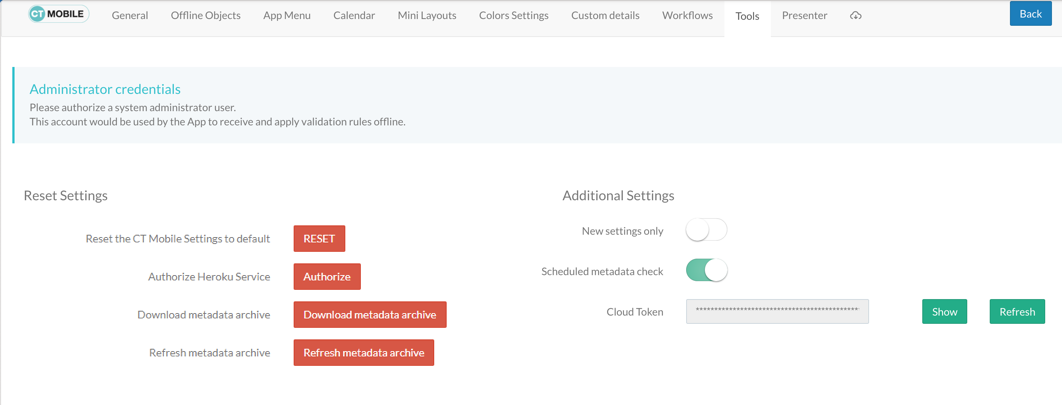 CT MOBILE
General
Offline Objects
App Menu
Calendar
Mini Layouts
Colors Settings
Custom details
Workflows
Tools
Presenter
Back
Administrator credentials
Please authorize a system administrator user.
This account would be used by the App to receive and apply validation rules offline.
Reset Settings
Reset the CT Mobile Settings to default
RESET
Authorize Heroku Service
Authorize
Download metadata archive
Download metadata archive
Refresh metadata archive
Refresh metadata archive
Additional Settings
New settings only
Scheduled metadata check
Cloud Token
********************************************
Show
Refresh